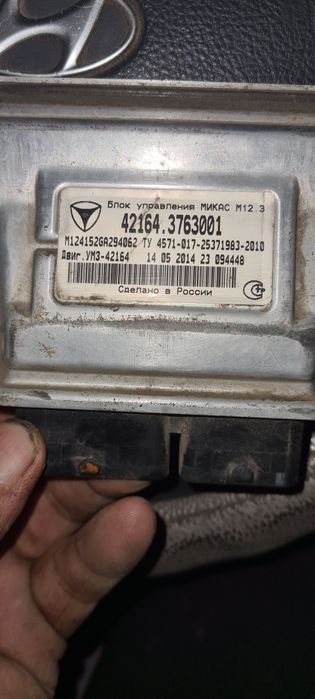 Блок управления МИКАС М12.3
42164.3763001
М124152GA294062 ТУ 4571-017-25371983-2010
Двиг.УМЗ-42164 14 05 2014 23 094448
Сделано в России